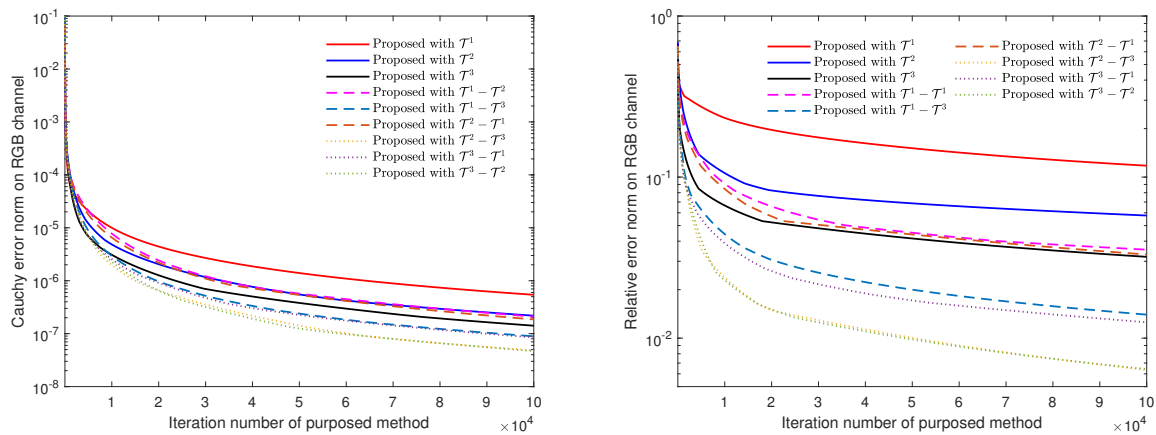 Cauchy error norm on RGB channel
10^-1
10^-2
10^-3
10^-4
10^-5
10^-6
10^-7
10^-8
Proposed with 𝒯^1
Proposed with 𝒯^2
Proposed with 𝒯^3
Proposed with 𝒯^1 − 𝒯^2
Proposed with 𝒯^1 − 𝒯^3
Proposed with 𝒯^2 − 𝒯^1
Proposed with 𝒯^2 − 𝒯^3
Proposed with 𝒯^3 − 𝒯^1
Proposed with 𝒯^3 − 𝒯^2
1 2 3 4 5 6 7 8 9 10
Iteration number of purposed method
×10^4
Relative error norm on RGB channel
10^0
10^-1
10^-2
Proposed with 𝒯^1
Proposed with 𝒯^2
Proposed with 𝒯^3
Proposed with 𝒯^1 − 𝒯^1
Proposed with 𝒯^1 − 𝒯^3
Proposed with 𝒯^2 − 𝒯^1
Proposed with 𝒯^2 − 𝒯^3
Proposed with 𝒯^3 − 𝒯^1
Proposed with 𝒯^3 − 𝒯^2
1 2 3 4 5 6 7 8 9 10
Iteration number of purposed method
×10^4